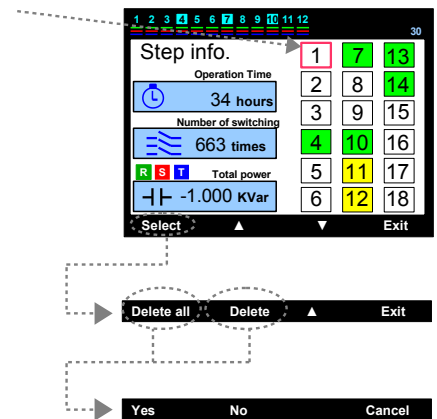 1 2 3 4 5 6 7 8 9 10 11 12
30
Step info.
Operation Time
34 hours
Number of switching
663 times
R S T Total power
-1.000 KVar
1 7 13
2 8 14
3 9 15
4 10 16
5 11 17
6 12 18
Select ▲ ▼ Exit
Delete all Delete ▲ Exit
Yes No Cancel